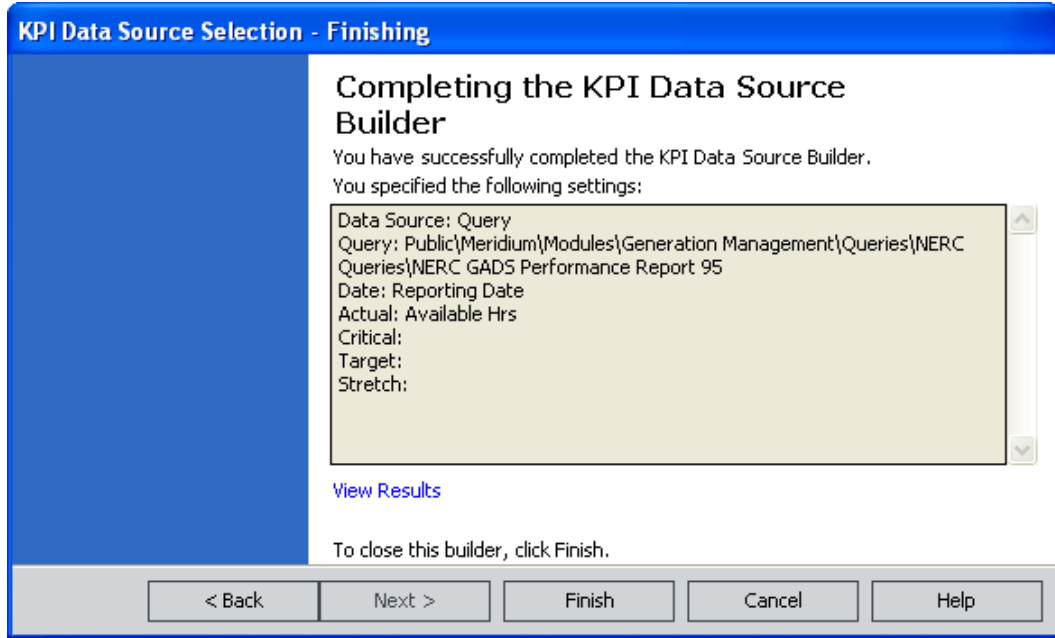 KPI Data Source Selection - Finishing
Completing the KPI Data Source
Builder
You have successfully completed the KPI Data Source Builder.
You specified the following settings:
Data Source: Query
Query: Public\Meridium\Modules\Generation Management\Queries\NERC
Queries\NERC GADS Performance Report 95
Date: Reporting Date
Actual: Available Hrs
Critical:
Target:
Stretch:
View Results
To close this builder, click Finish.
< Back
Next >
Finish
Cancel
Help